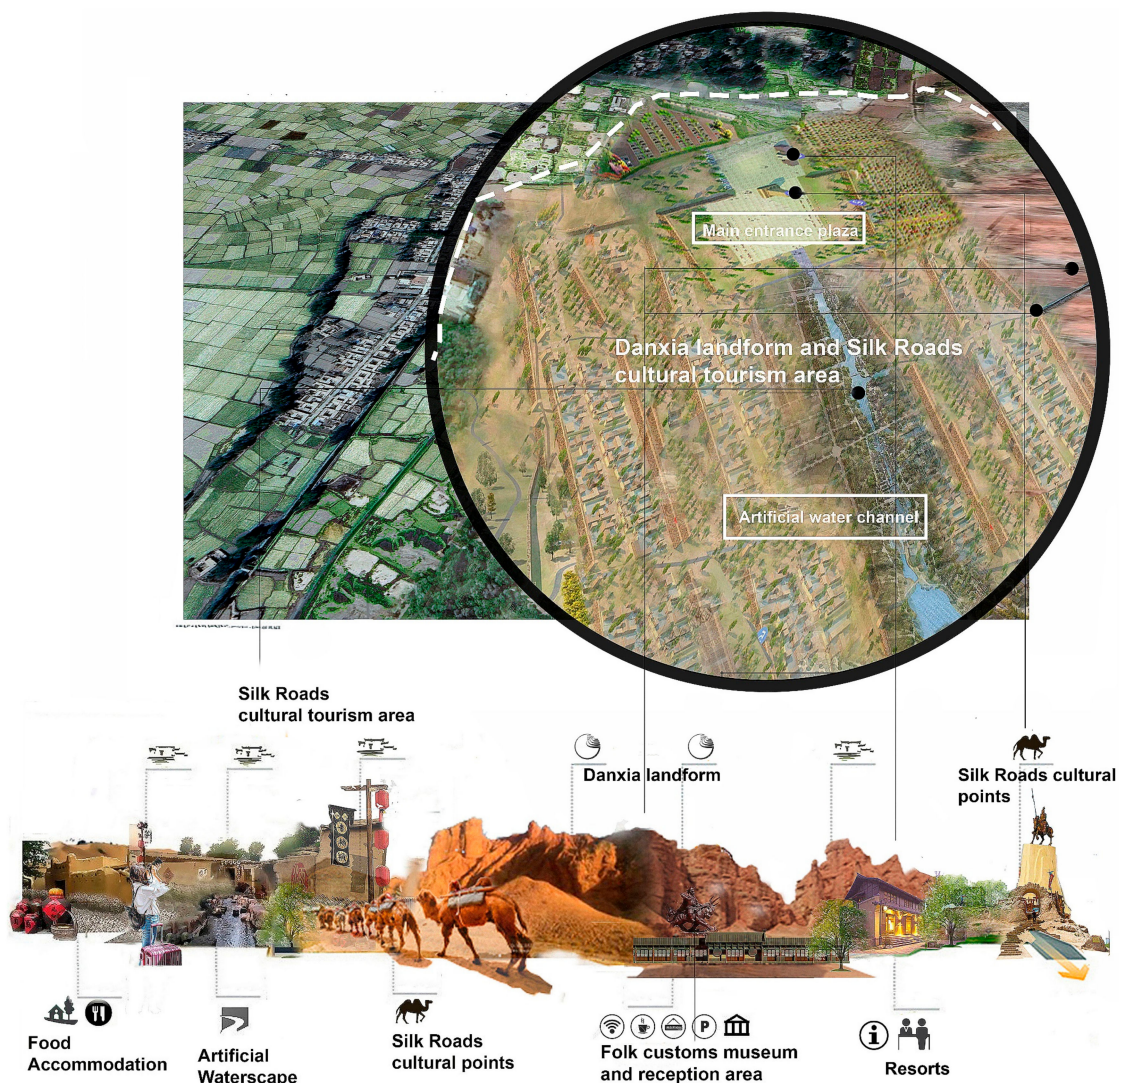 Main entrance plaza
Danxia landform and Silk Roads
cultural tourism area
Artificial water channel
Silk Roads
cultural tourism area
Danxia landform
Silk Roads cultural
points
P
i
Food
Accommodation
Artificial
Waterscape
Silk Roads
cultural points
Folk customs museum
and reception area
Resorts